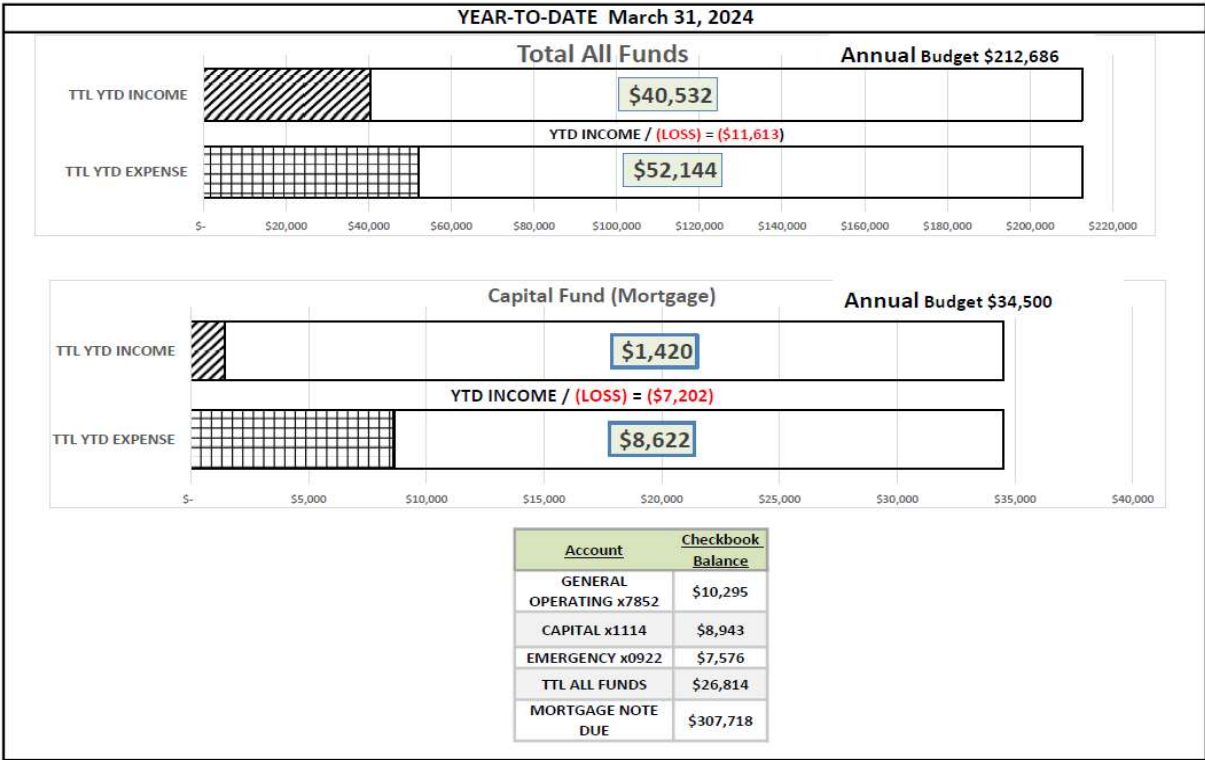 YEAR-TO-DATE March 31, 2024
Total All Funds
Annual Budget $212,686
TTL YTD INCOME
$40,532
YTD INCOME / (LOSS) = ($11,613)
TTL YTD EXPENSE
$52,144
$- $20,000 $40,000 $60,000 $80,000 $100,000 $120,000 $140,000 $160,000 $180,000 $200,000 $220,000
Capital Fund (Mortgage)
Annual Budget $34,500
TTL YTD INCOME
$1,420
YTD INCOME / (LOSS) = ($7,202)
TTL YTD EXPENSE
$8,622
$- $5,000 $10,000 $15,000 $20,000 $25,000 $30,000 $35,000 $40,000
Account
Checkbook
Balance
GENERAL
OPERATING x7852
$10,295
CAPITAL x1114 $8,943
EMERGENCY x0922 $7,576
TTL ALL FUNDS $26,814
MORTGAGE NOTE
DUE
$307,718